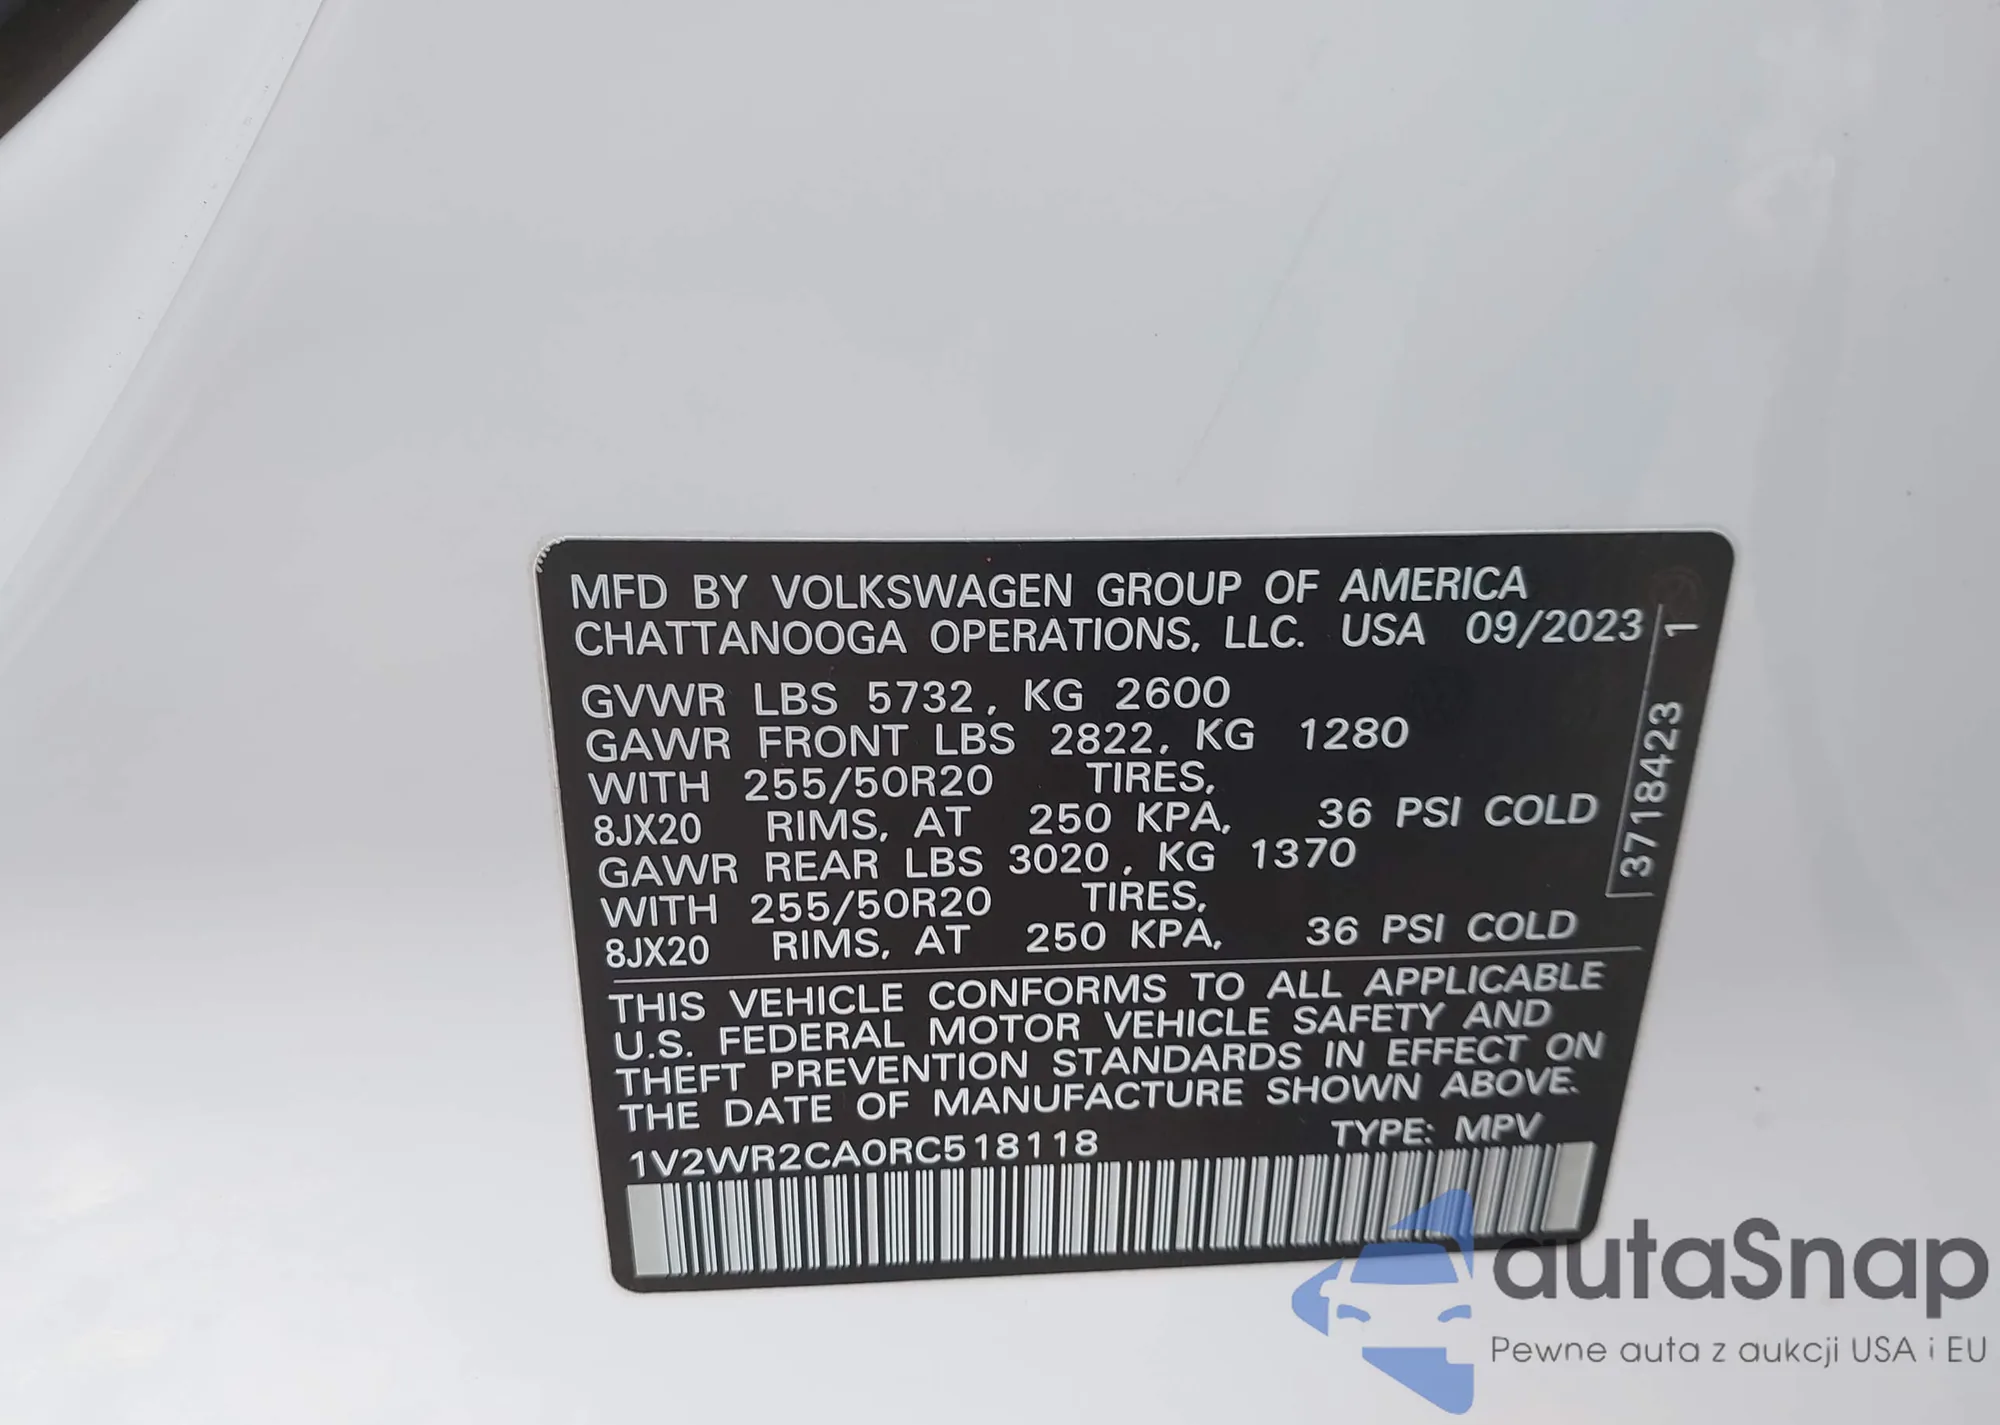 MFD BY VOLKSWAGEN GROUP OF AMERICA
CHATTANOOGA OPERATIONS, LLC. USA 09/2023
GVWR LBS 5732, KG 2600
GAWR FRONT LBS 2822, KG 1280
WITH 255/50R20 TIRES,
8JX20 RIMS, AT 250 KPA, 36 PSI COLD
GAWR REAR LBS 3020, KG 1370
WITH 255/50R20 TIRES,
8JX20 RIMS, AT 250 KPA, 36 PSI COLD
THIS VEHICLE CONFORMS TO ALL APPLICABLE
U.S. FEDERAL MOTOR VEHICLE SAFETY AND
THEFT PREVENTION STANDARDS IN EFFECT ON
THE DATE OF MANUFACTURE SHOWN ABOVE.
1V2WR2CA0RC518118 TYPE: MPV
3718423 1
autaSnap
Pewne auta z aukcji USA i EU